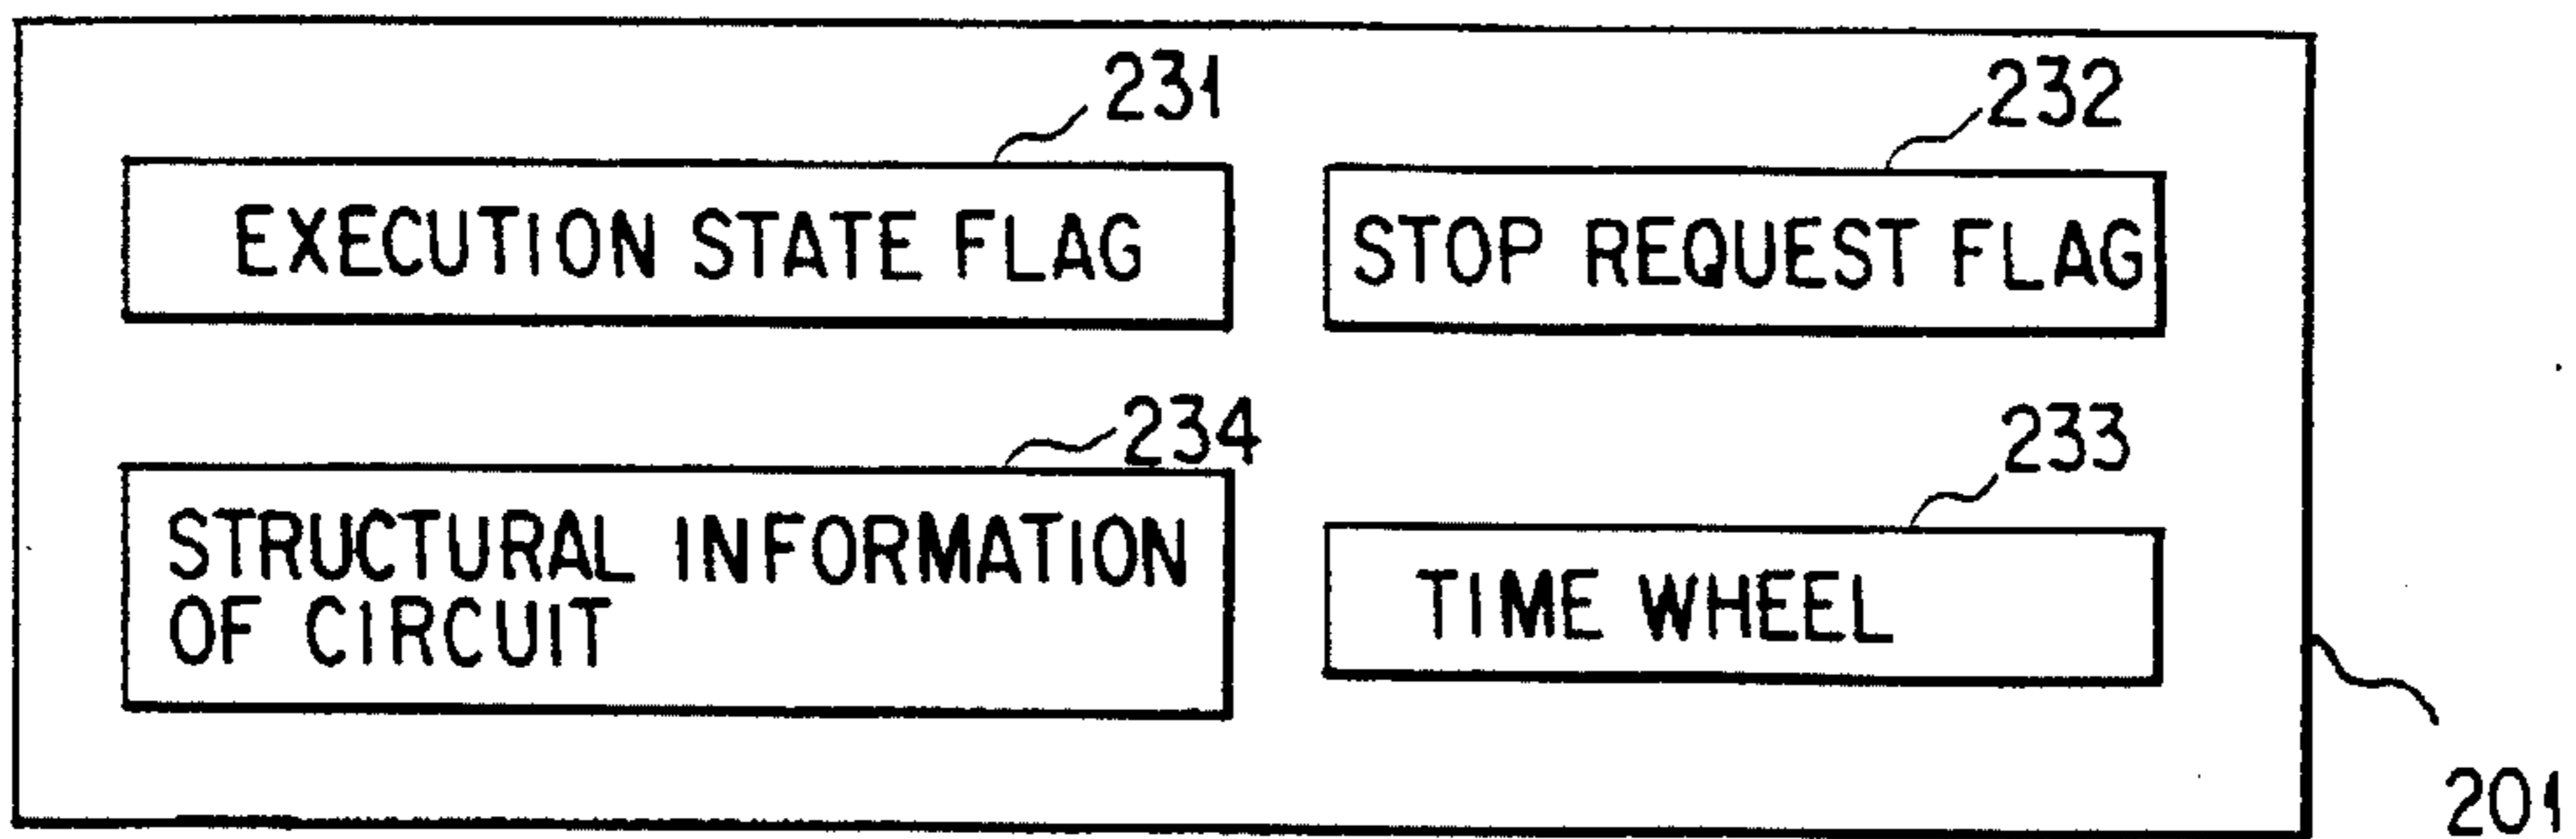 231
EXECUTION STATE FLAG
232
STOP REQUEST FLAG
234
STRUCTURAL INFORMATION
OF CIRCUIT
233
TIME WHEEL
201